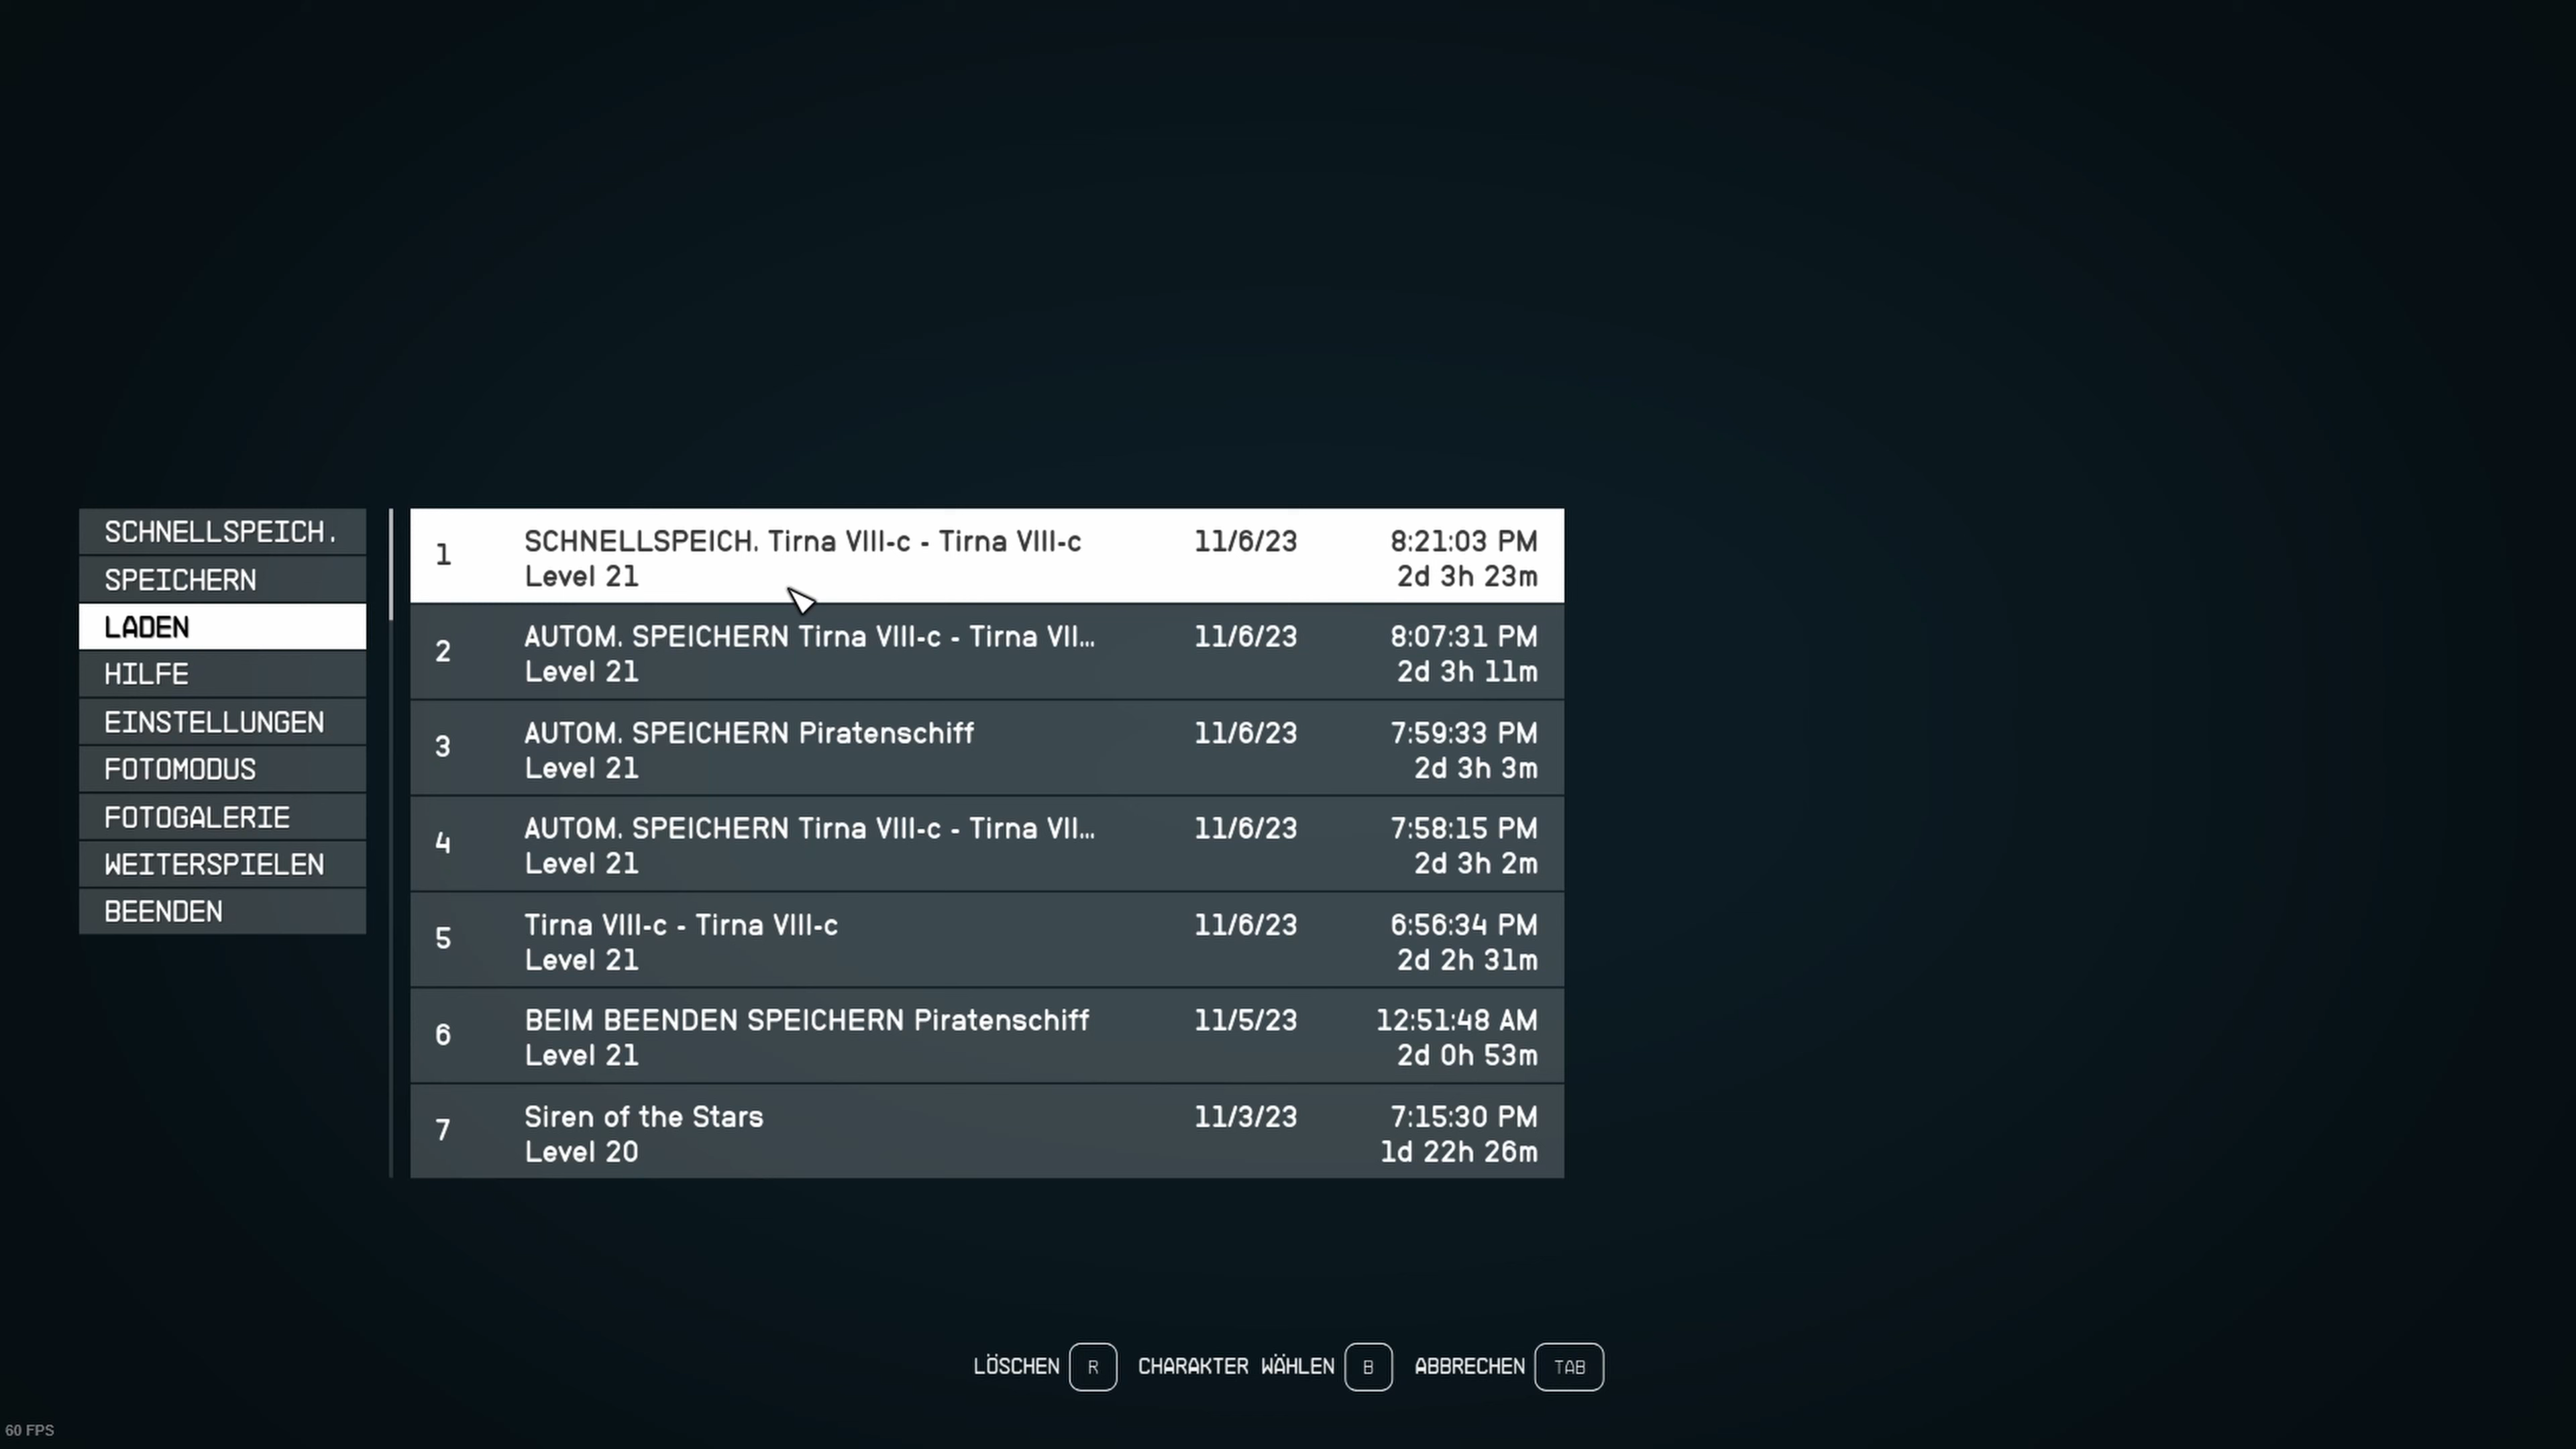 SCHNELLSPEICH.
SPEICHERN
LADEN
HILFE
EINSTELLUNGEN
FOTOMODUS
FOTOGALERIE
WEITERSPIELEN
BEENDEN
1 SCHNELLSPEICH. Tirna VIII-c - Tirna VIII-c 11/6/23 8:21:03 PM
Level 21 2d 3h 23m
2 AUTOM. SPEICHERN Tirna VIII-c - Tirna VII... 11/6/23 8:07:31 PM
Level 21 2d 3h 11m
3 AUTOM. SPEICHERN Piratenschiff 11/6/23 7:59:33 PM
Level 21 2d 3h 3m
4 AUTOM. SPEICHERN Tirna VIII-c - Tirna VII... 11/6/23 7:58:15 PM
Level 21 2d 3h 2m
5 Tirna VIII-c - Tirna VIII-c 11/6/23 6:56:34 PM
Level 21 2d 2h 31m
6 BEIM BEENDEN SPEICHERN Piratenschiff 11/5/23 12:51:48 AM
Level 21 2d 0h 53m
7 Siren of the Stars 11/3/23 7:15:30 PM
Level 20 1d 22h 26m
LÖSCHEN R CHARAKTER WÄHLEN B ABBRECHEN TAB
60 FPS